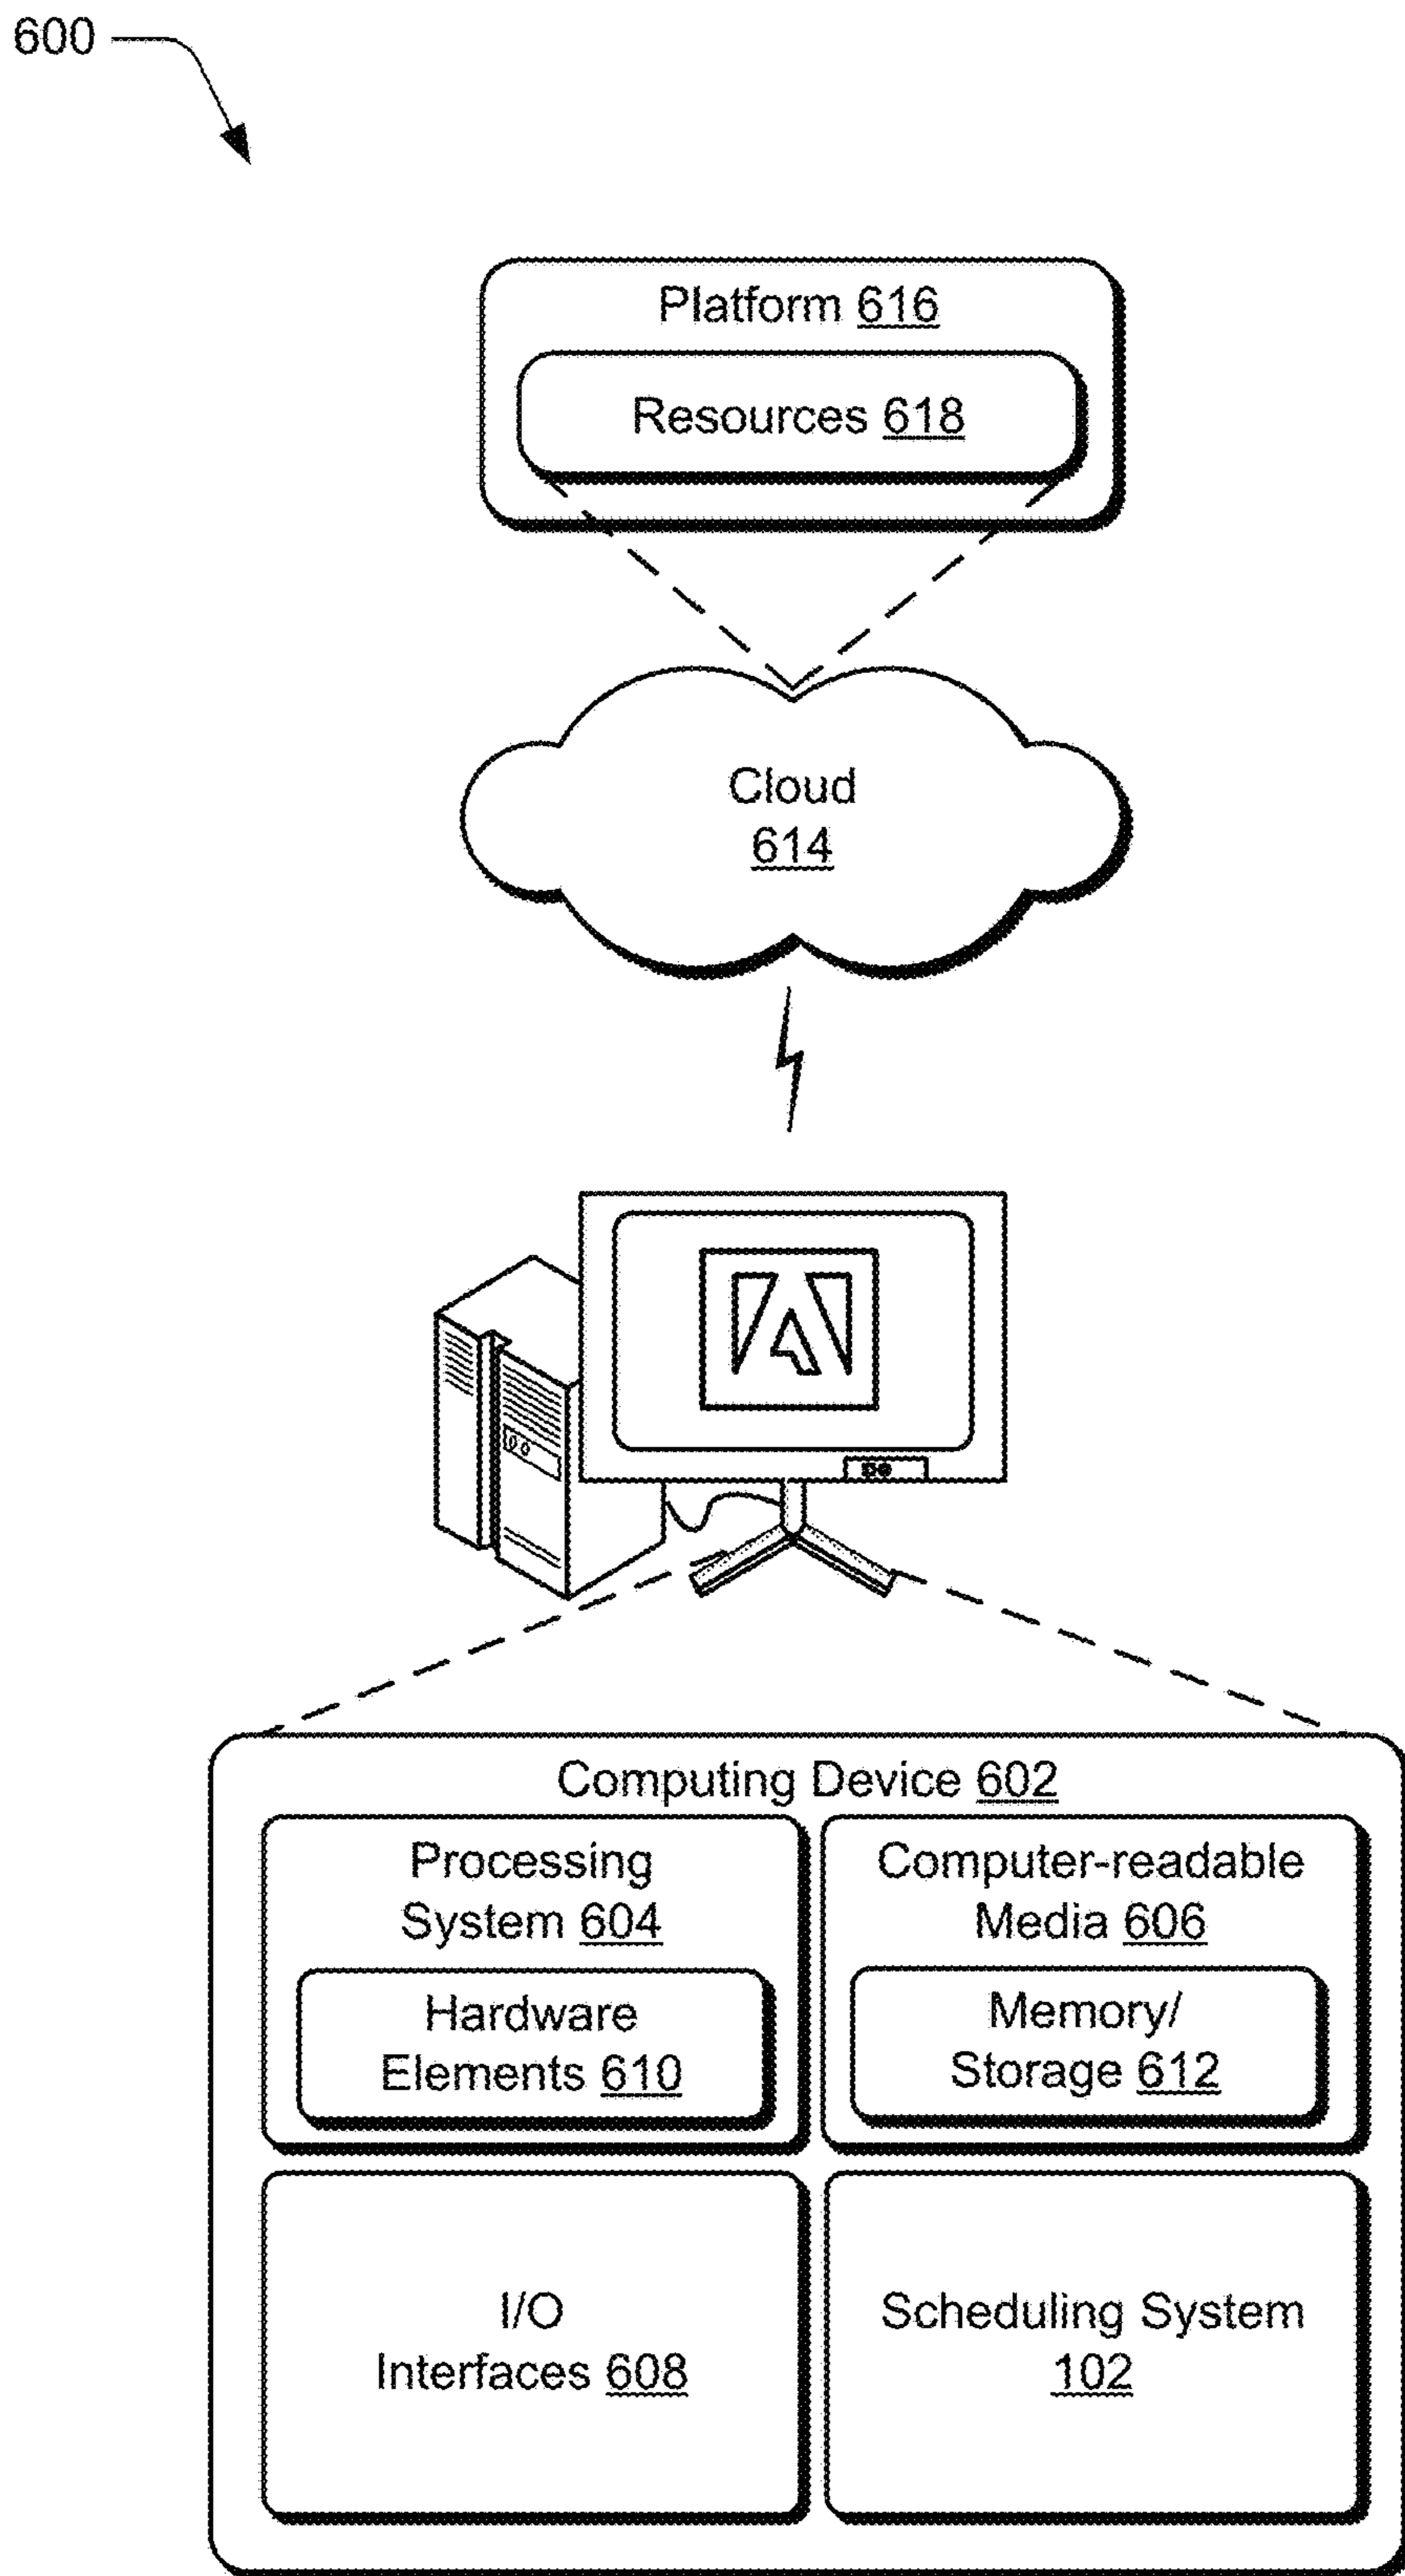 600
Platform 616
Resources 618
Cloud
614
Computing Device 602
Processing
System 604
Hardware
Elements 610
Computer-readable
Media 606
Memory/
Storage 612
I/O
Interfaces 608
Scheduling System
102